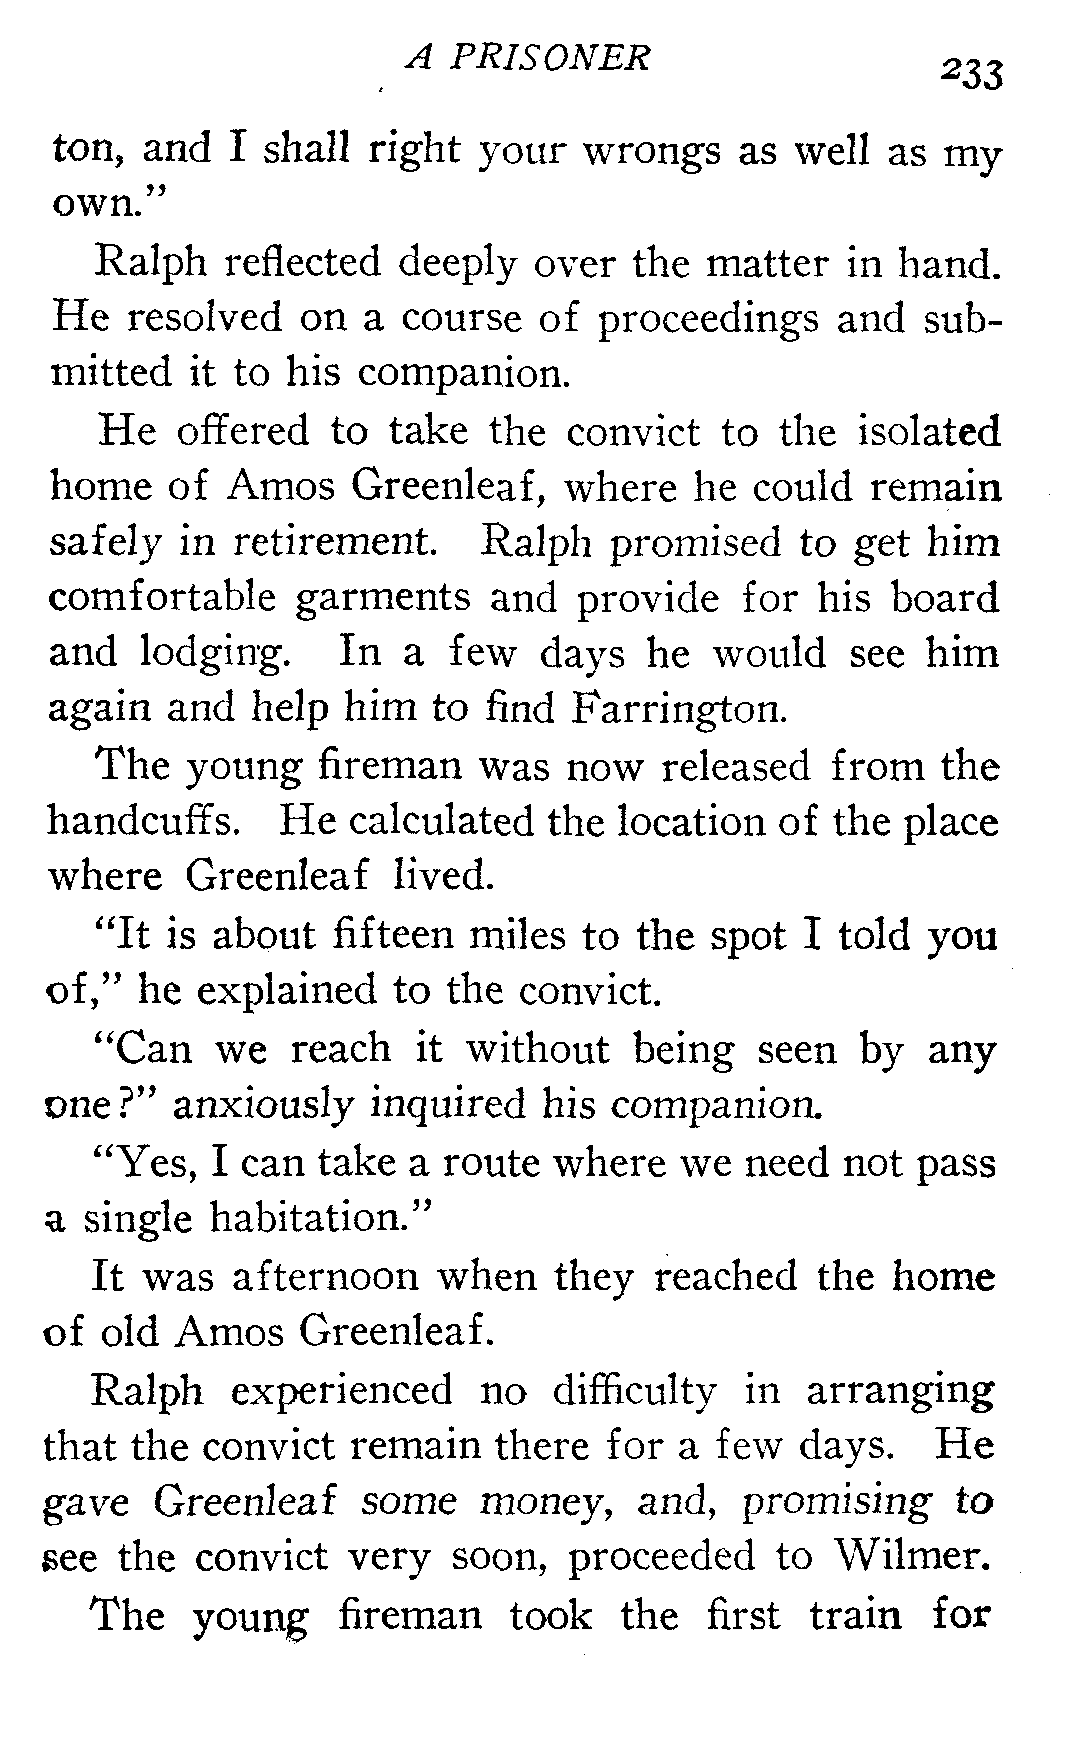 A PRISONER 233
ton, and I shall right your wrongs as well as my
own."
Ralph reflected deeply over the matter in hand.
He resolved on a course of proceedings and sub-
mitted it to his companion.
He offered to take the convict to the isolated
home of Amos Greenleaf, where he could remain
safely in retirement. Ralph promised to get him
comfortable garments and provide for his board
and lodging. In a few days he would see him
again and help him to find Farrington.
The young fireman was now released from the
handcuffs. He calculated the location of the place
where Greenleaf lived.
"It is about fifteen miles to the spot I told you
of," he explained to the convict.
"Can we reach it without being seen by any
one?" anxiously inquired his companion.
"Yes, I can take a route where we need not pass
a single habitation."
It was afternoon when they reached the home
of old Amos Greenleaf.
Ralph experienced no difficulty in arranging
that the convict remain there for a few days. He
gave Greenleaf some money, and, promising to
see the convict very soon, proceeded to Wilmer.
The young fireman took the first train for